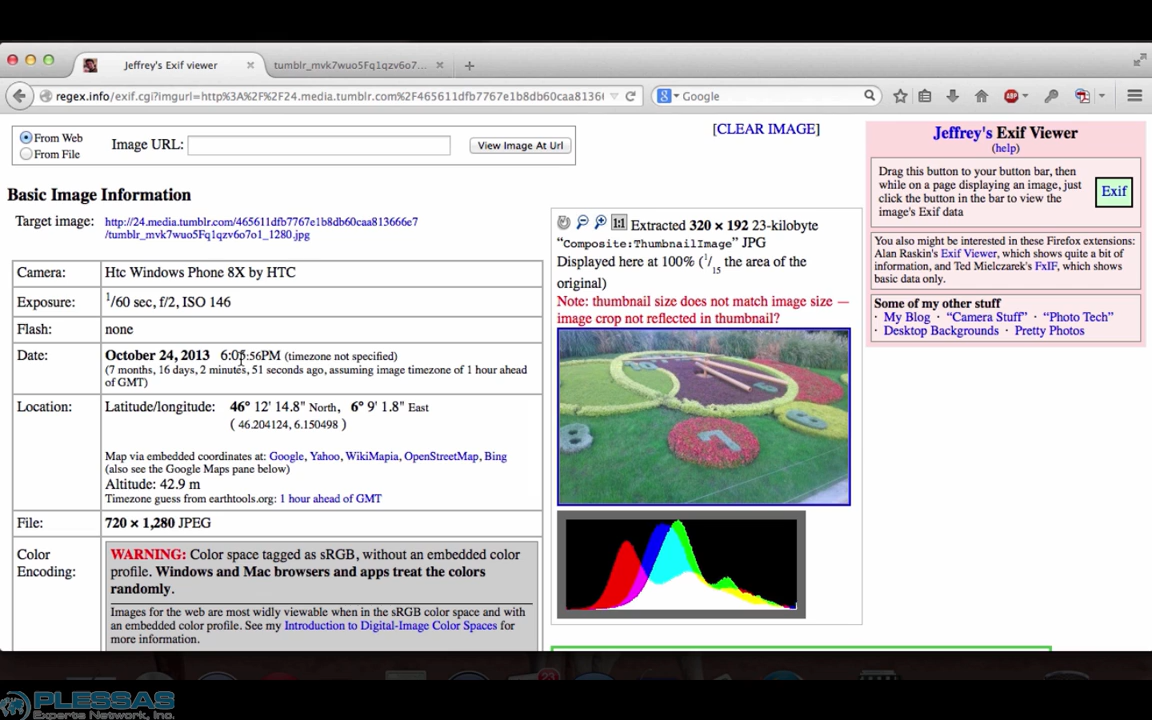 Jeffrey's Exif viewer
tumblr_mvk7wuo5Fq1qzv6o7...
regex.info/exif.cgi?imgurl=http%3A%2F%2F24.media.tumblr.com%2F465611dfb7767e1b8db60caa81366
Google
From Web
From File
Image URL:
View Image At Url
[CLEAR IMAGE]
Jeffrey's Exif Viewer
(help)
Drag this button to your button bar, then
while on a page displaying an image, just
click the button in the bar to view the
image's Exif data
Exif
You also might be interested in these Firefox extensions:
Alan Raskin's Exif Viewer, which shows quite a bit of
information, and Ted Mielczarek's FxIF, which shows
basic data only.
Some of my other stuff
· My Blog · “Camera Stuff” · “Photo Tech”
· Desktop Backgrounds · Pretty Photos
Basic Image Information
Target image:
http://24.media.tumblr.com/465611dfb7767e1b8db60caa813666e7
/tumblr_mvk7wuo5Fq1qzv6o7o1_1280.jpg
Camera: Htc Windows Phone 8X by HTC
Exposure: 1/60 sec, f/2, ISO 146
Flash: none
Date: October 24, 2013 6:05:56PM (timezone not specified)
(7 months, 16 days, 2 minutes, 51 seconds ago, assuming image timezone of 1 hour ahead
of GMT)
Location: Latitude/longitude: 46° 12' 14.8" North, 6° 9' 1.8" East
( 46.204124, 6.150498 )
Map via embedded coordinates at: Google, Yahoo, WikiMapia, OpenStreetMap, Bing
(also see the Google Maps pane below)
Altitude: 42.9 m
Timezone guess from earthtools.org: 1 hour ahead of GMT
File: 720 × 1,280 JPEG
Color
Encoding:
WARNING: Color space tagged as sRGB, without an embedded color
profile. Windows and Mac browsers and apps treat the colors
randomly.
Images for the web are most widly viewable when in the sRGB color space and with
an embedded color profile. See my Introduction to Digital-Image Color Spaces for
more information.
1:1 Extracted 320 × 192 23-kilobyte
“Composite:ThumbnailImage” JPG
Displayed here at 100% (1/15 the area of the
original)
Note: thumbnail size does not match image size —
image crop not reflected in thumbnail?
10
6
8
7
23
PLESSAS
Experts Network, Inc.